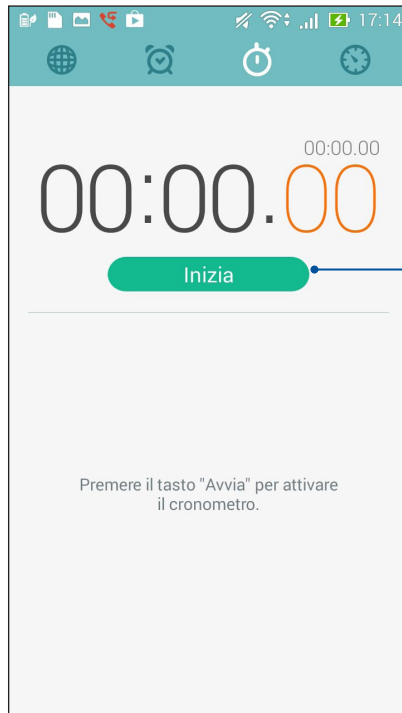 17:14
00:00.00
00:00.00
Inizia
Premere il tasto "Avvia" per attivare
il cronometro.